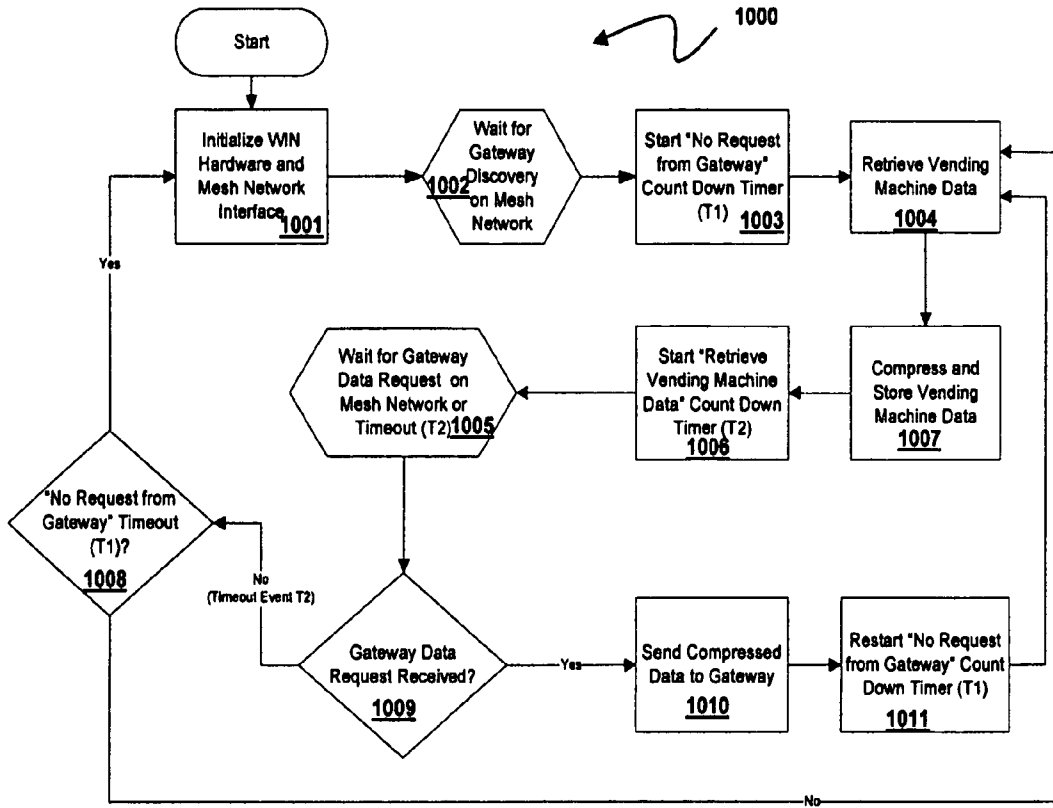 1000
Start
Initialize WIN
Hardware and
Mesh Network
Interface
1001
Wait for
Gateway
Discovery
1002
on Mesh
Network
Start "No Request
from Gateway"
Count Down Timer
(T1)
1003
Retrieve Vending
Machine Data
1004
Yes
Wait for Gateway
Data Request on
Mesh Network or
Timeout (T2)
1005
Start "Retrieve
Vending Machine
Data" Count Down
Timer (T2)
1006
Compress and
Store Vending
Machine Data
1007
"No Request from
Gateway" Timeout
(T1)?
1008
No
(Timeout Event T2)
Gateway Data
Request Received?
1009
Yes
Send Compressed
Data to Gateway
1010
Restart "No Request
from Gateway" Count
Down Timer (T1)
1011
No